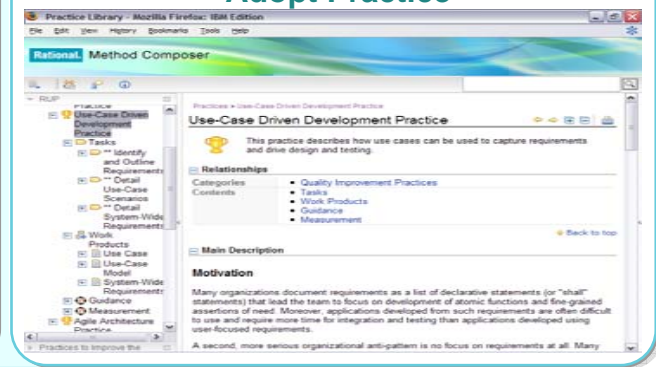 Adopt Practice
Practice Library - Mozilla Firefox: IBM Edition
File Edit View History Bookmarks Tools Help
Rational. Method Composer
RUP
Practice
Use-Case Driven
Development
Practice
Tasks
** Identify
and Outline
Requirements
** Detail
Use-Case
Scenarios
** Detail
System-Wide
Requirements
Work
Products
Use Case
Use-Case
Model
System-Wide
Requirements
Guidance
Measurement
Agile Architecture
Practice
Practices to Improve the
Practices > Use-Case Driven Development Practice
Use-Case Driven Development Practice
This practice describes how use cases can be used to capture requirements
and drive design and testing.
Relationships
Categories • Quality Improvement Practices
Contents • Tasks
• Work Products
• Guidance
• Measurement
Back to top
Main Description
Motivation
Many organizations document requirements as a list of declarative statements (or "shall"
statements) that lead the team to focus on development of atomic functions and fine-grained
assertions of need. Moreover, applications developed from such requirements are often difficult
to use and require more time for integration and testing than applications developed using
user-focused requirements.
A second, more serious organizational anti-pattern is no focus on requirements at all. Many